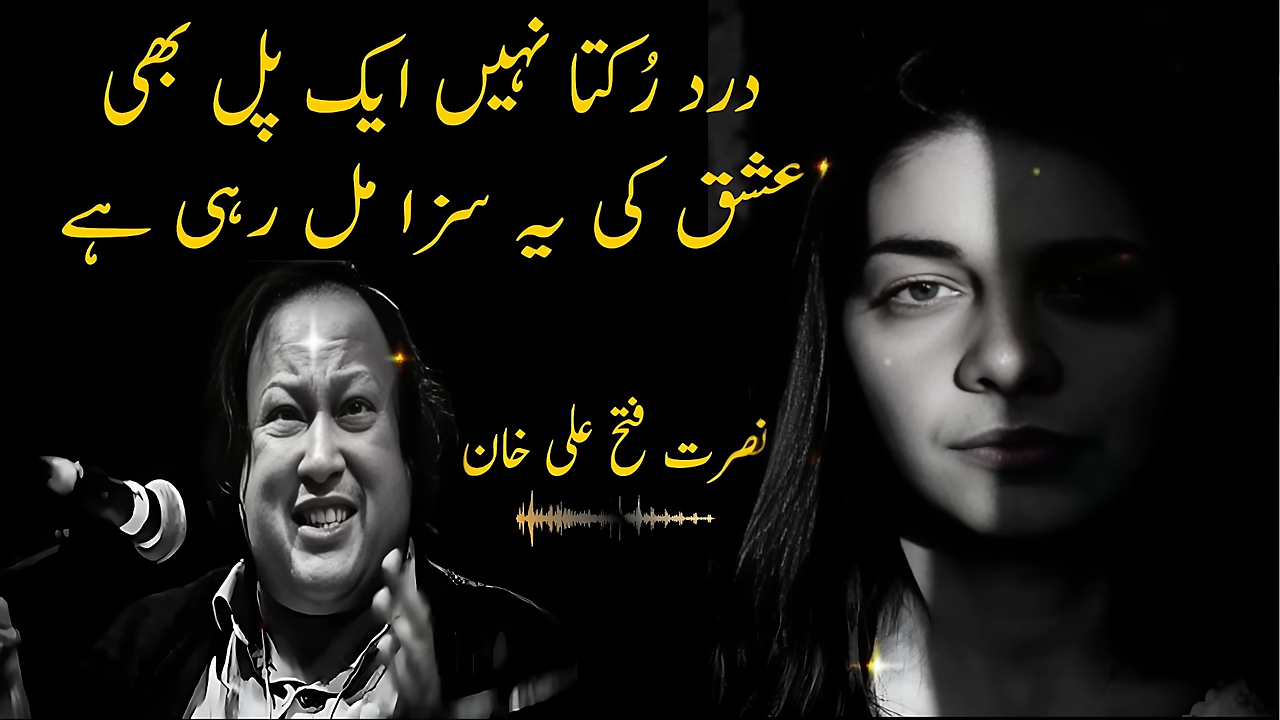 درد رُکتا نہیں ایک پل بھی
عشق کی یہ سزا مل رہی ہے
نصرت فتح علی خان